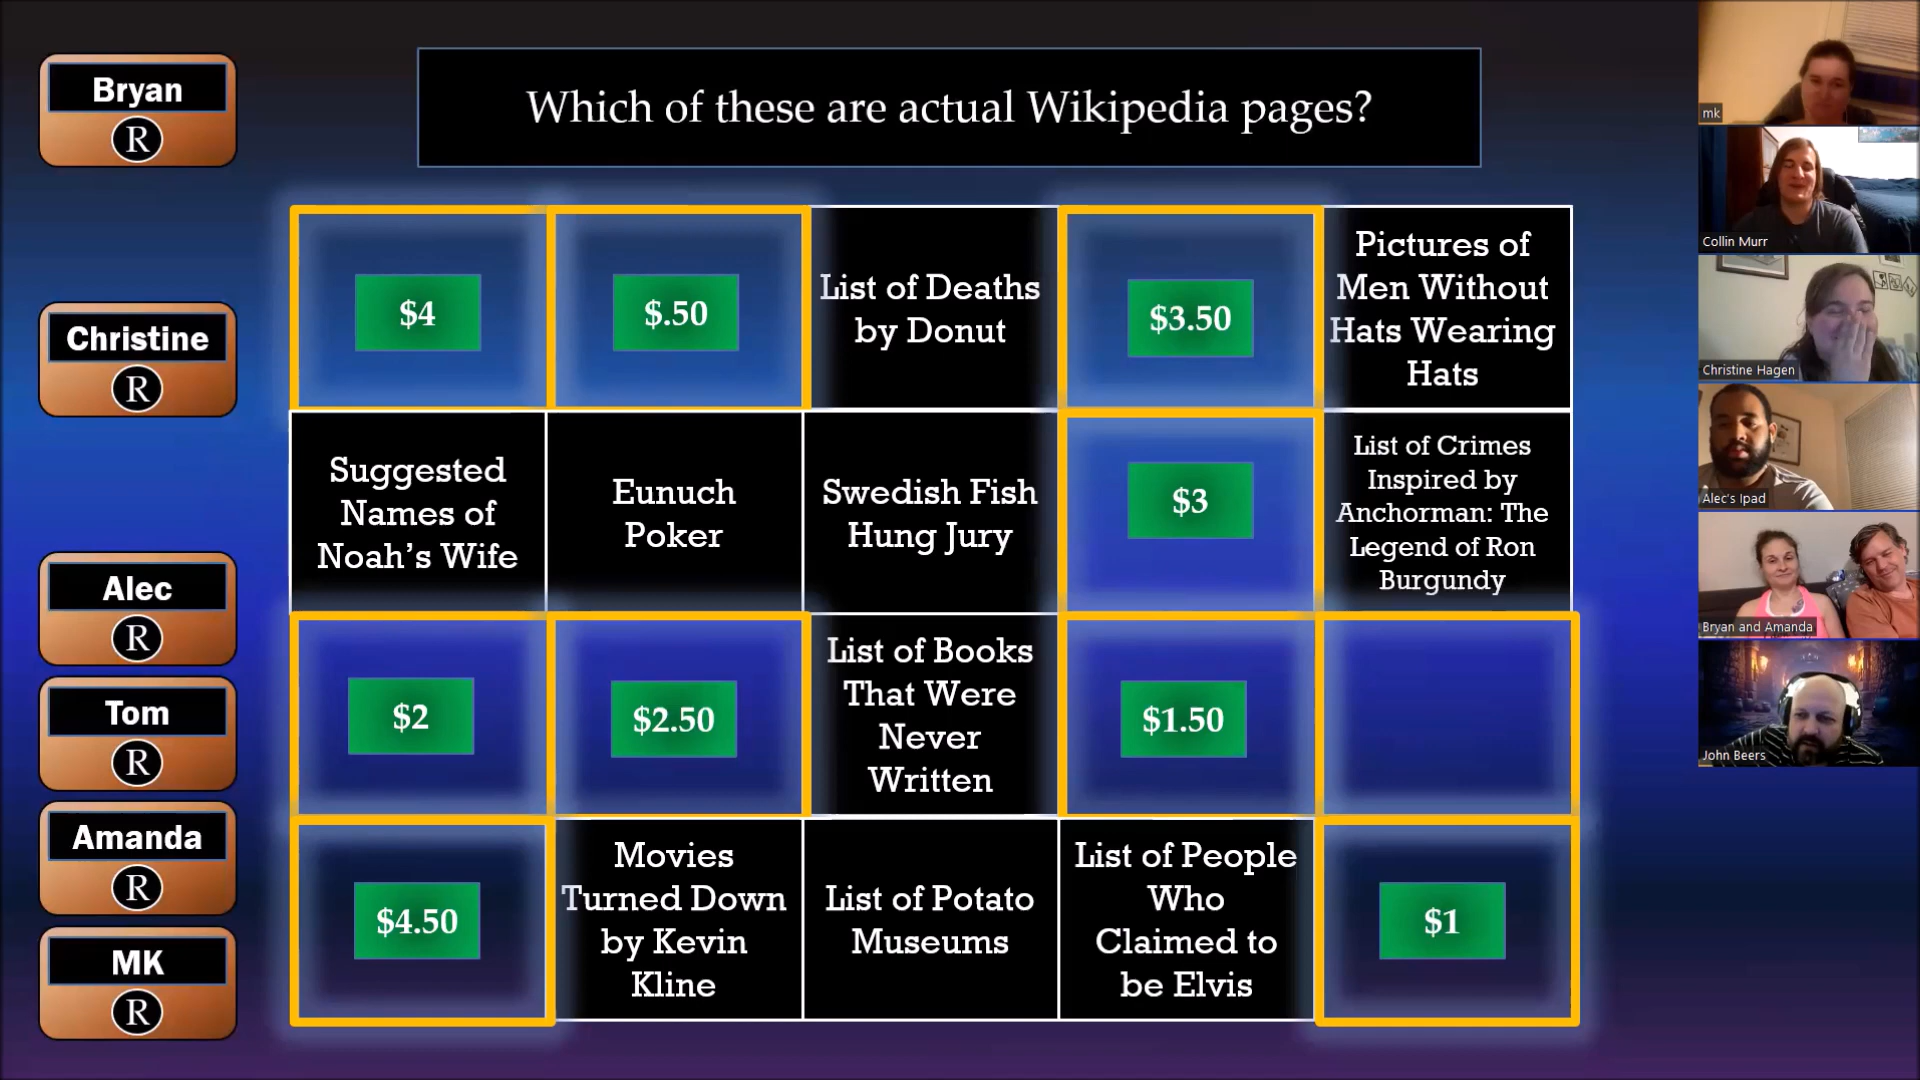 Which of these are actual Wikipedia pages?
Bryan
R
Christine
R
Alec
R
Tom
R
Amanda
R
MK
R
$4
$.50
List of Deaths
by Donut
$3.50
Pictures of
Men Without
Hats Wearing
Hats
Suggested
Names of
Noah's Wife
Eunuch
Poker
Swedish Fish
Hung Jury
$3
List of Crimes
Inspired by
Anchorman: The
Legend of Ron
Burgundy
$2
$2.50
List of Books
That Were
Never
Written
$1.50
$4.50
Movies
Turned Down
by Kevin
Kline
List of Potato
Museums
List of People
Who
Claimed to
be Elvis
$1
mk
Collin Murr
Christine Hagen
Alec's Ipad
Bryan and Amanda
John Beers